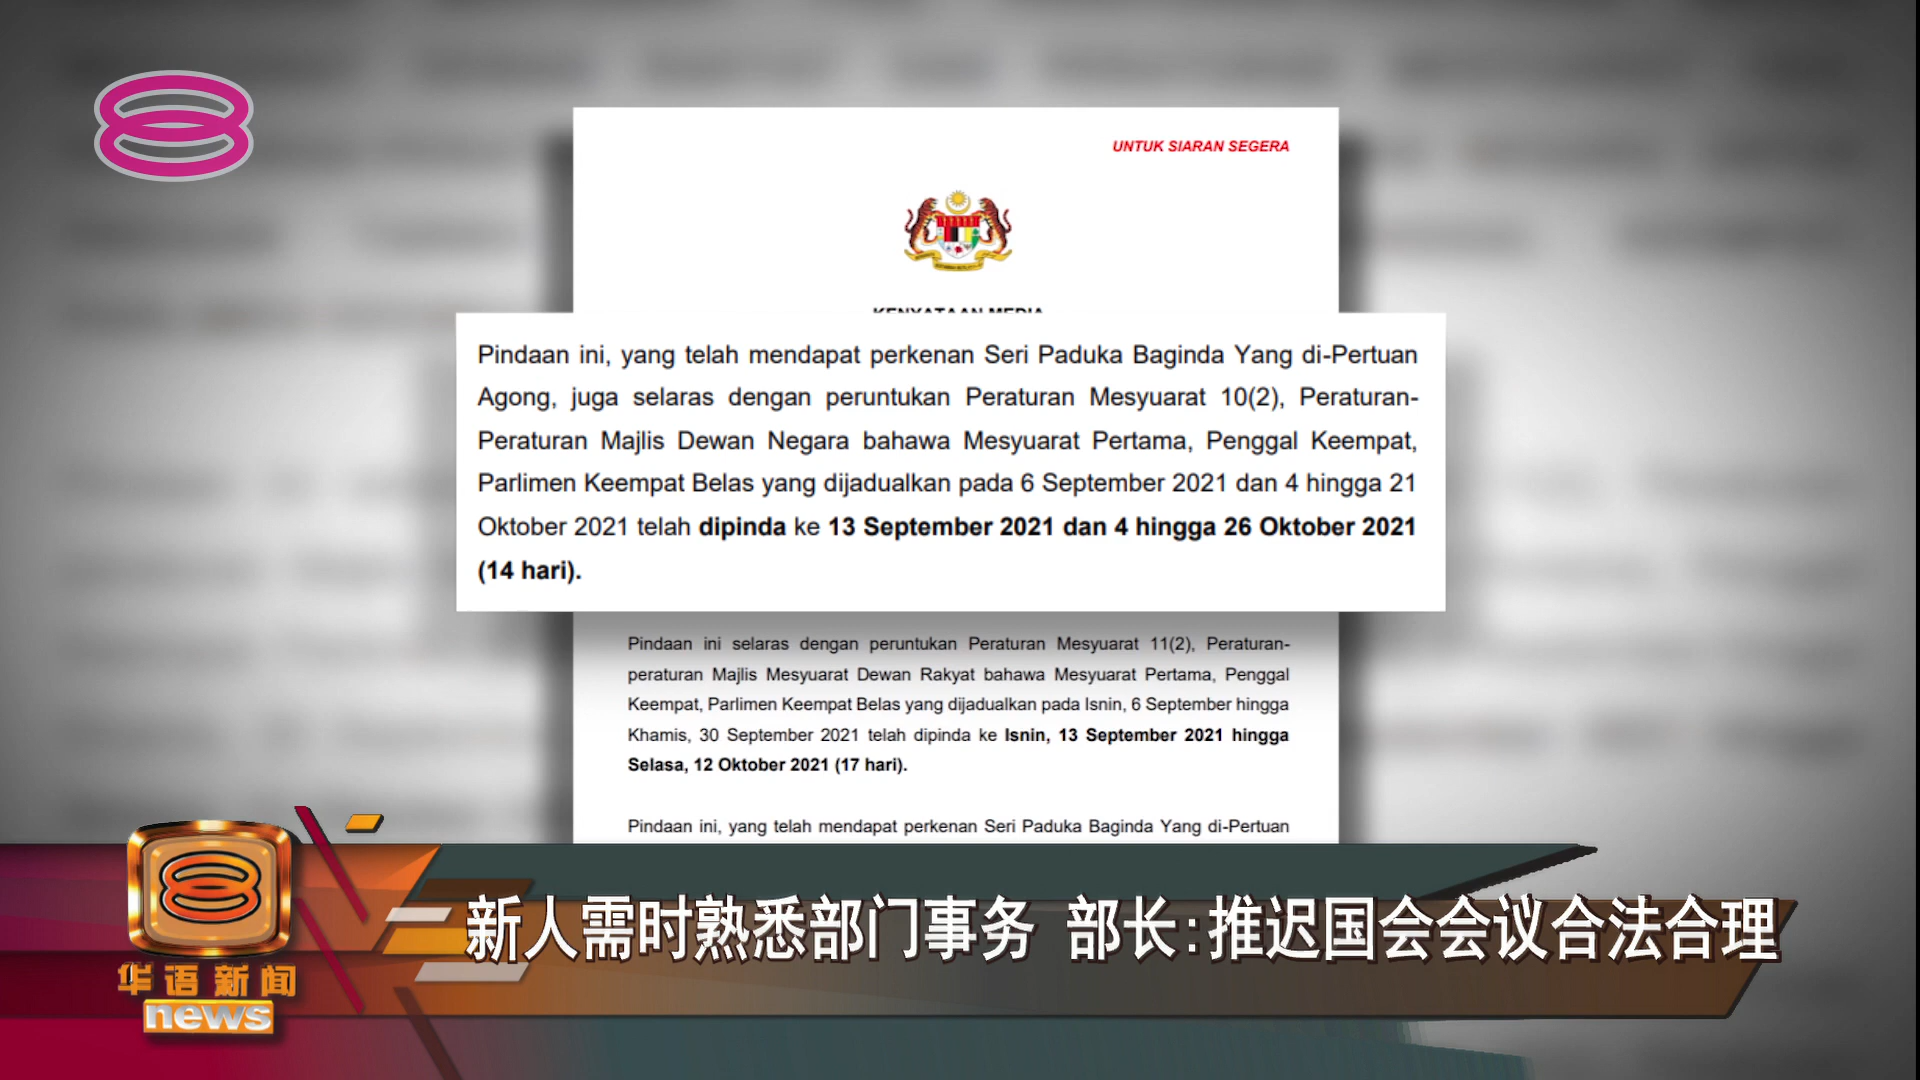 UNTUK SIARAN SEGERA
KENYATAAN MEDIA
Pindaan ini, yang telah mendapat perkenan Seri Paduka Baginda Yang di-Pertuan
Agong, juga selaras dengan peruntukan Peraturan Mesyuarat 10(2), Peraturan-
Peraturan Majlis Dewan Negara bahawa Mesyuarat Pertama, Penggal Keempat,
Parlimen Keempat Belas yang dijadualkan pada 6 September 2021 dan 4 hingga 21
Oktober 2021 telah dipinda ke 13 September 2021 dan 4 hingga 26 Oktober 2021
(14 hari).
Pindaan ini selaras dengan peruntukan Peraturan Mesyuarat 11(2), Peraturan-
peraturan Majlis Mesyuarat Dewan Rakyat bahawa Mesyuarat Pertama, Penggal
Keempat, Parlimen Keempat Belas yang dijadualkan pada Isnin, 6 September hingga
Khamis, 30 September 2021 telah dipinda ke Isnin, 13 September 2021 hingga
Selasa, 12 Oktober 2021 (17 hari).
Pindaan ini, yang telah mendapat perkenan Seri Paduka Baginda Yang di-Pertuan
新人需时熟悉部门事务 部长:推迟国会会议合法合理
华语新闻
news